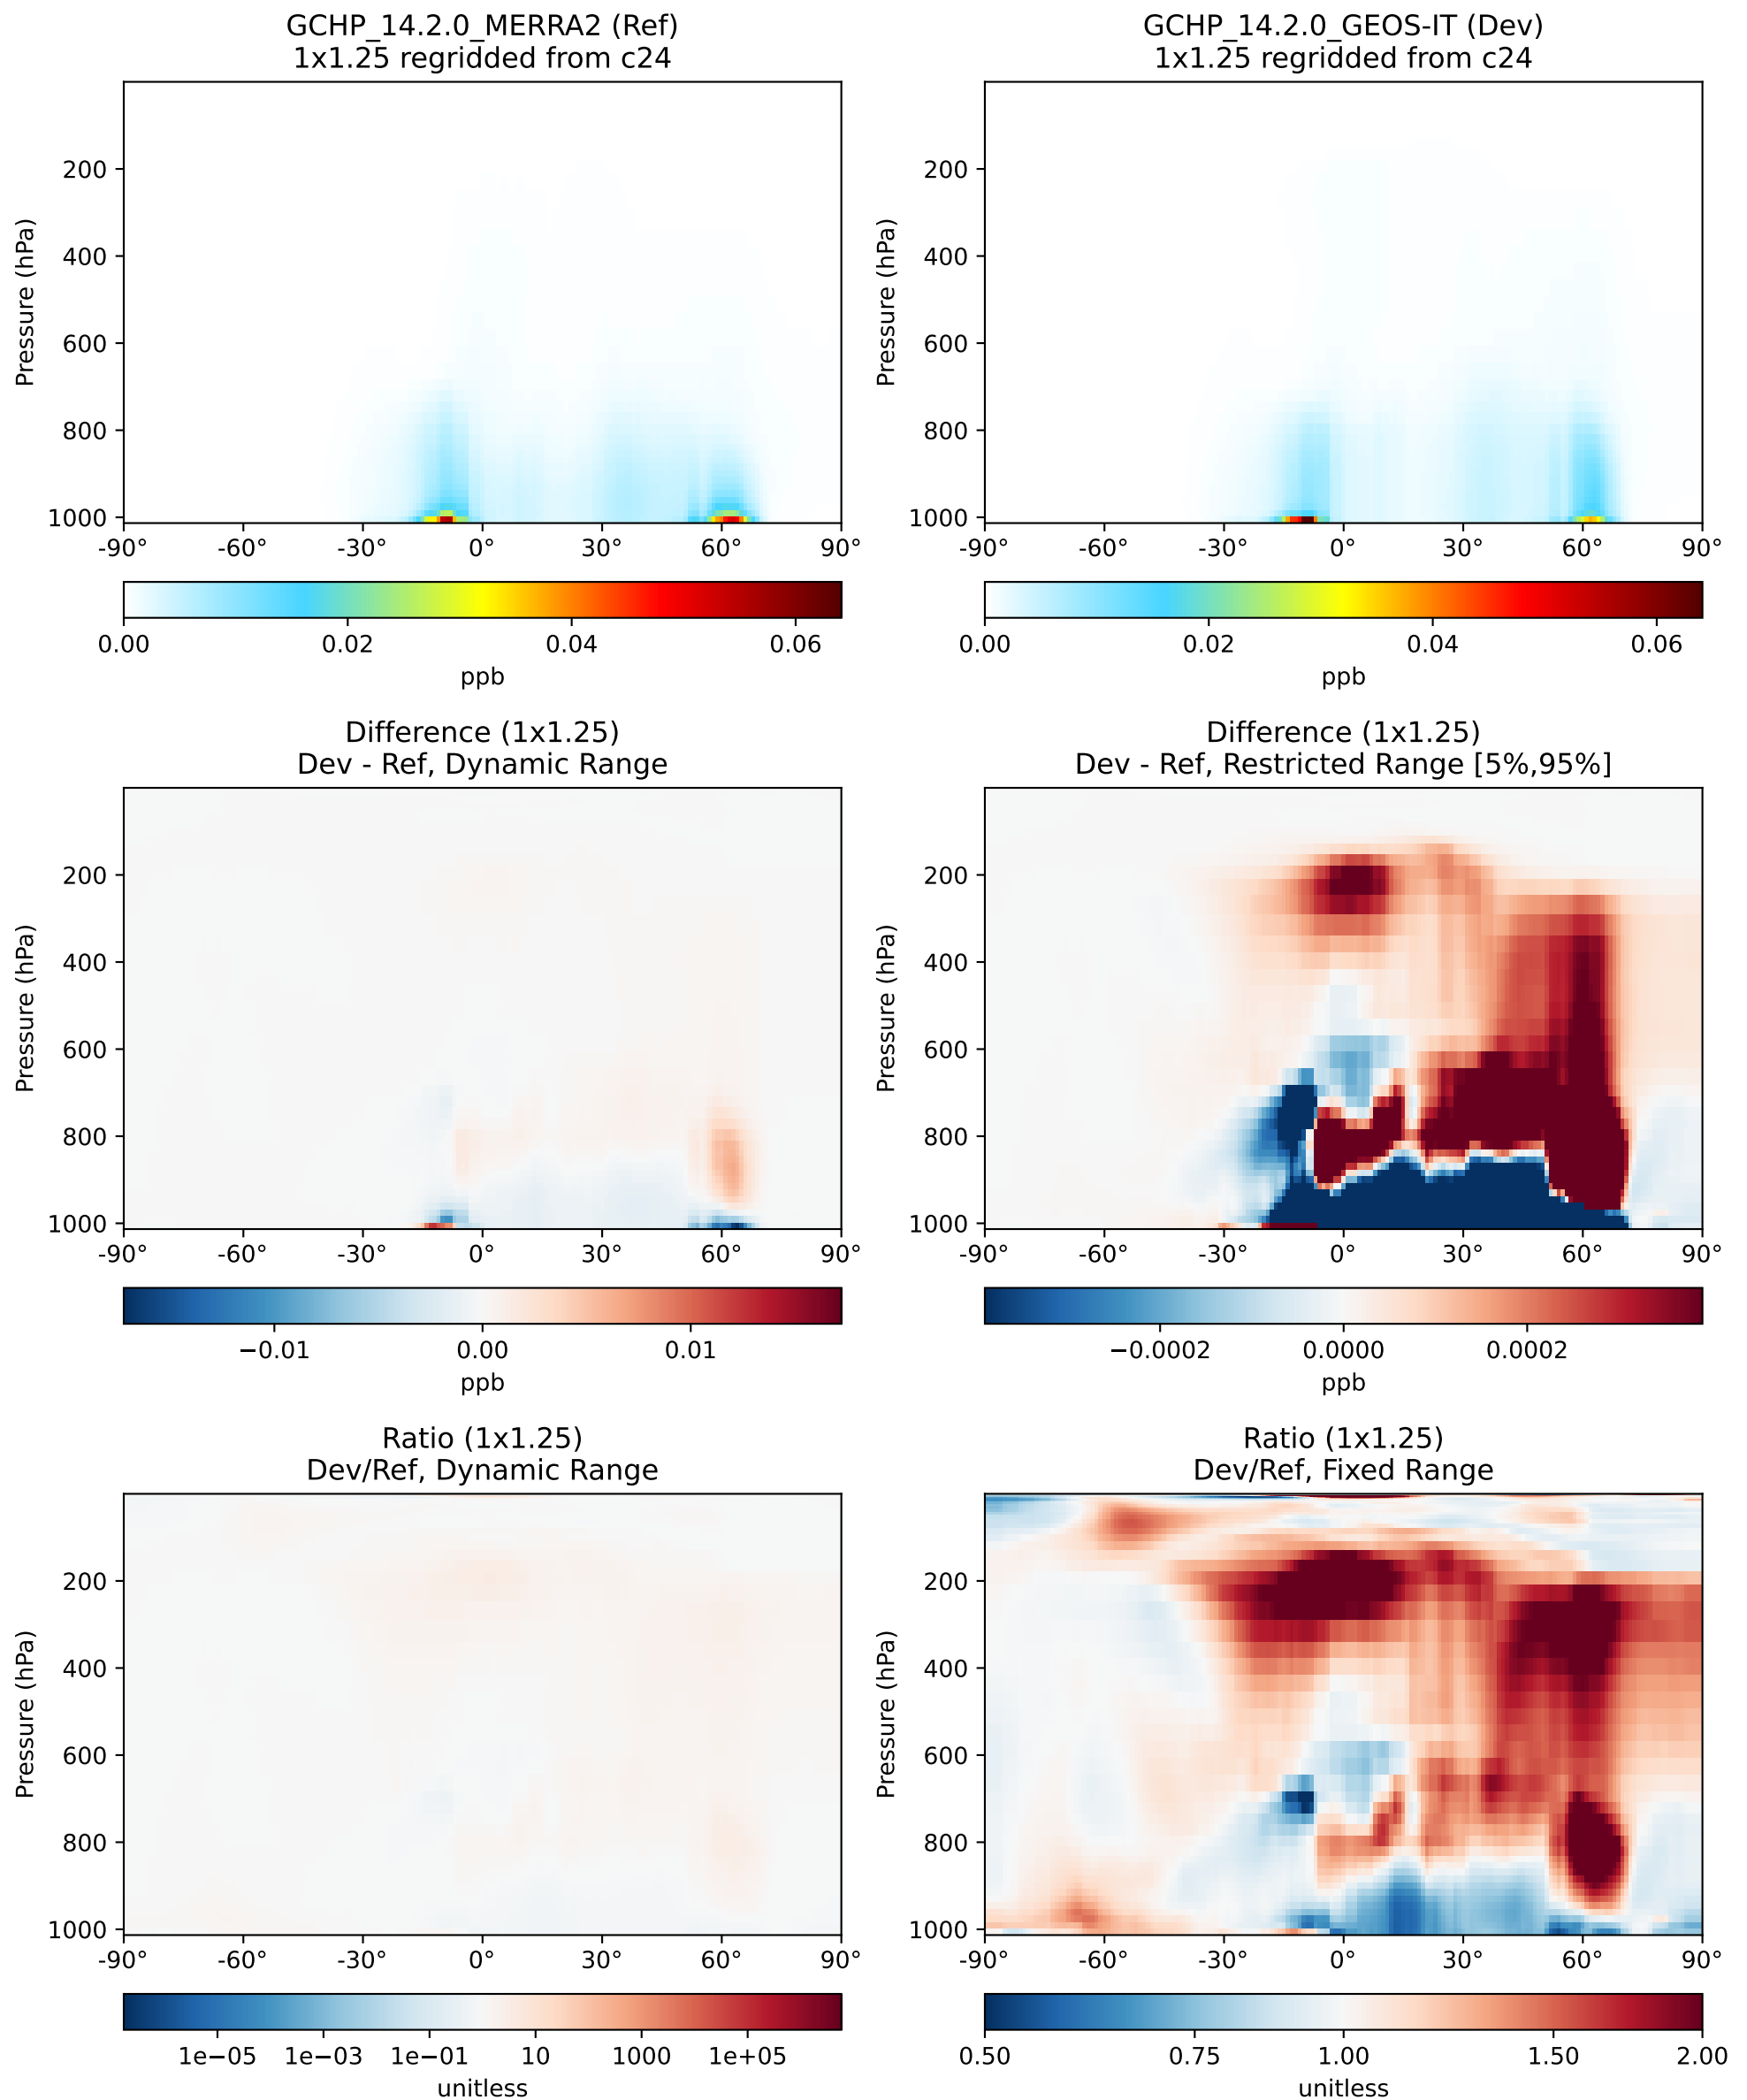 GCHP_14.2.0_MERRA2 (Ref)
1x1.25 regridded from c24
Pressure (hPa)
200
400
600
800
1000
-90° -60° -30° 0° 30° 60° 90°
0.00 0.02 0.04 0.06
ppb
GCHP_14.2.0_GEOS-IT (Dev)
1x1.25 regridded from c24
Pressure (hPa)
200
400
600
800
1000
-90° -60° -30° 0° 30° 60° 90°
0.00 0.02 0.04 0.06
ppb
Difference (1x1.25)
Dev - Ref, Dynamic Range
Pressure (hPa)
200
400
600
800
1000
-90° -60° -30° 0° 30° 60° 90°
−0.01 0.00 0.01
ppb
Difference (1x1.25)
Dev - Ref, Restricted Range [5%,95%]
Pressure (hPa)
200
400
600
800
1000
-90° -60° -30° 0° 30° 60° 90°
−0.0002 0.0000 0.0002
ppb
Ratio (1x1.25)
Dev/Ref, Dynamic Range
Pressure (hPa)
200
400
600
800
1000
-90° -60° -30° 0° 30° 60° 90°
1e−05 1e−03 1e−01 10 1000 1e+05
unitless
Ratio (1x1.25)
Dev/Ref, Fixed Range
Pressure (hPa)
200
400
600
800
1000
-90° -60° -30° 0° 30° 60° 90°
0.50 0.75 1.00 1.50 2.00
unitless